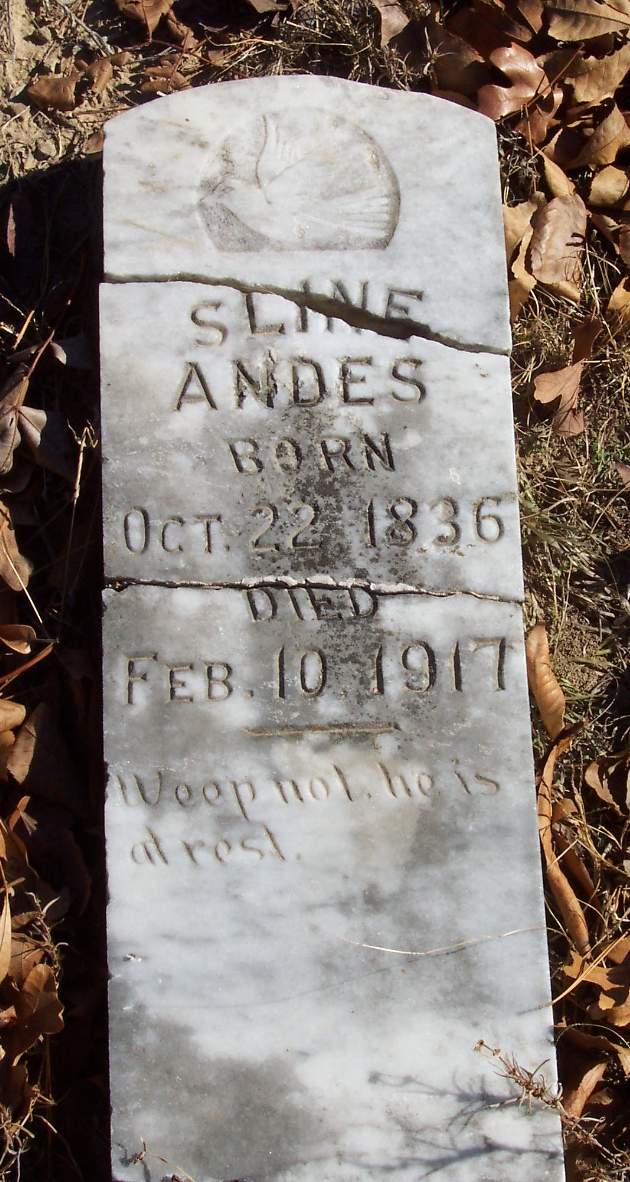 SLINE
ANDES
BORN
OCT. 22 1836
DIED
FEB. 10, 1917
Weep not, he is
at rest.